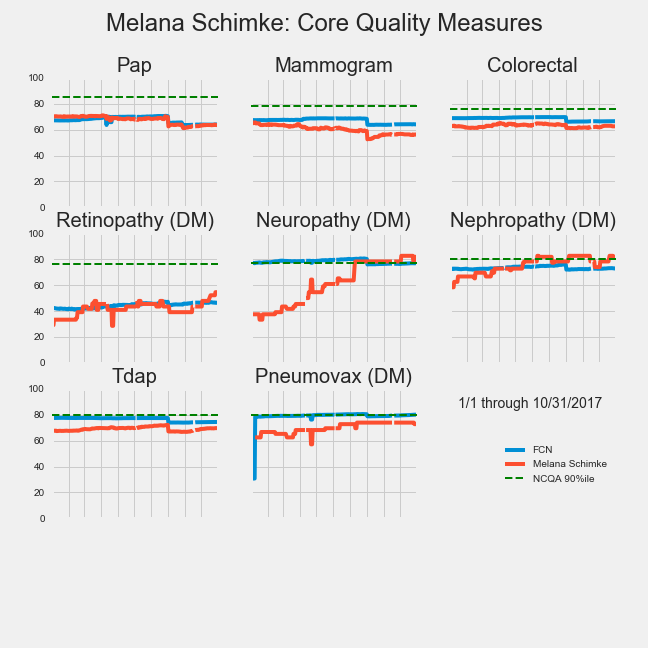 Melana Schimke: Core Quality Measures
Pap
Mammogram
Colorectal
100
80
60
40
20
0
Retinopathy (DM)
Neuropathy (DM)
Nephropathy (DM)
100
80
60
40
20
0
Tdap
Pneumovax (DM)
100
80
60
40
20
0
1/1 through 10/31/2017
FCN
Melana Schimke
NCQA 90%ile